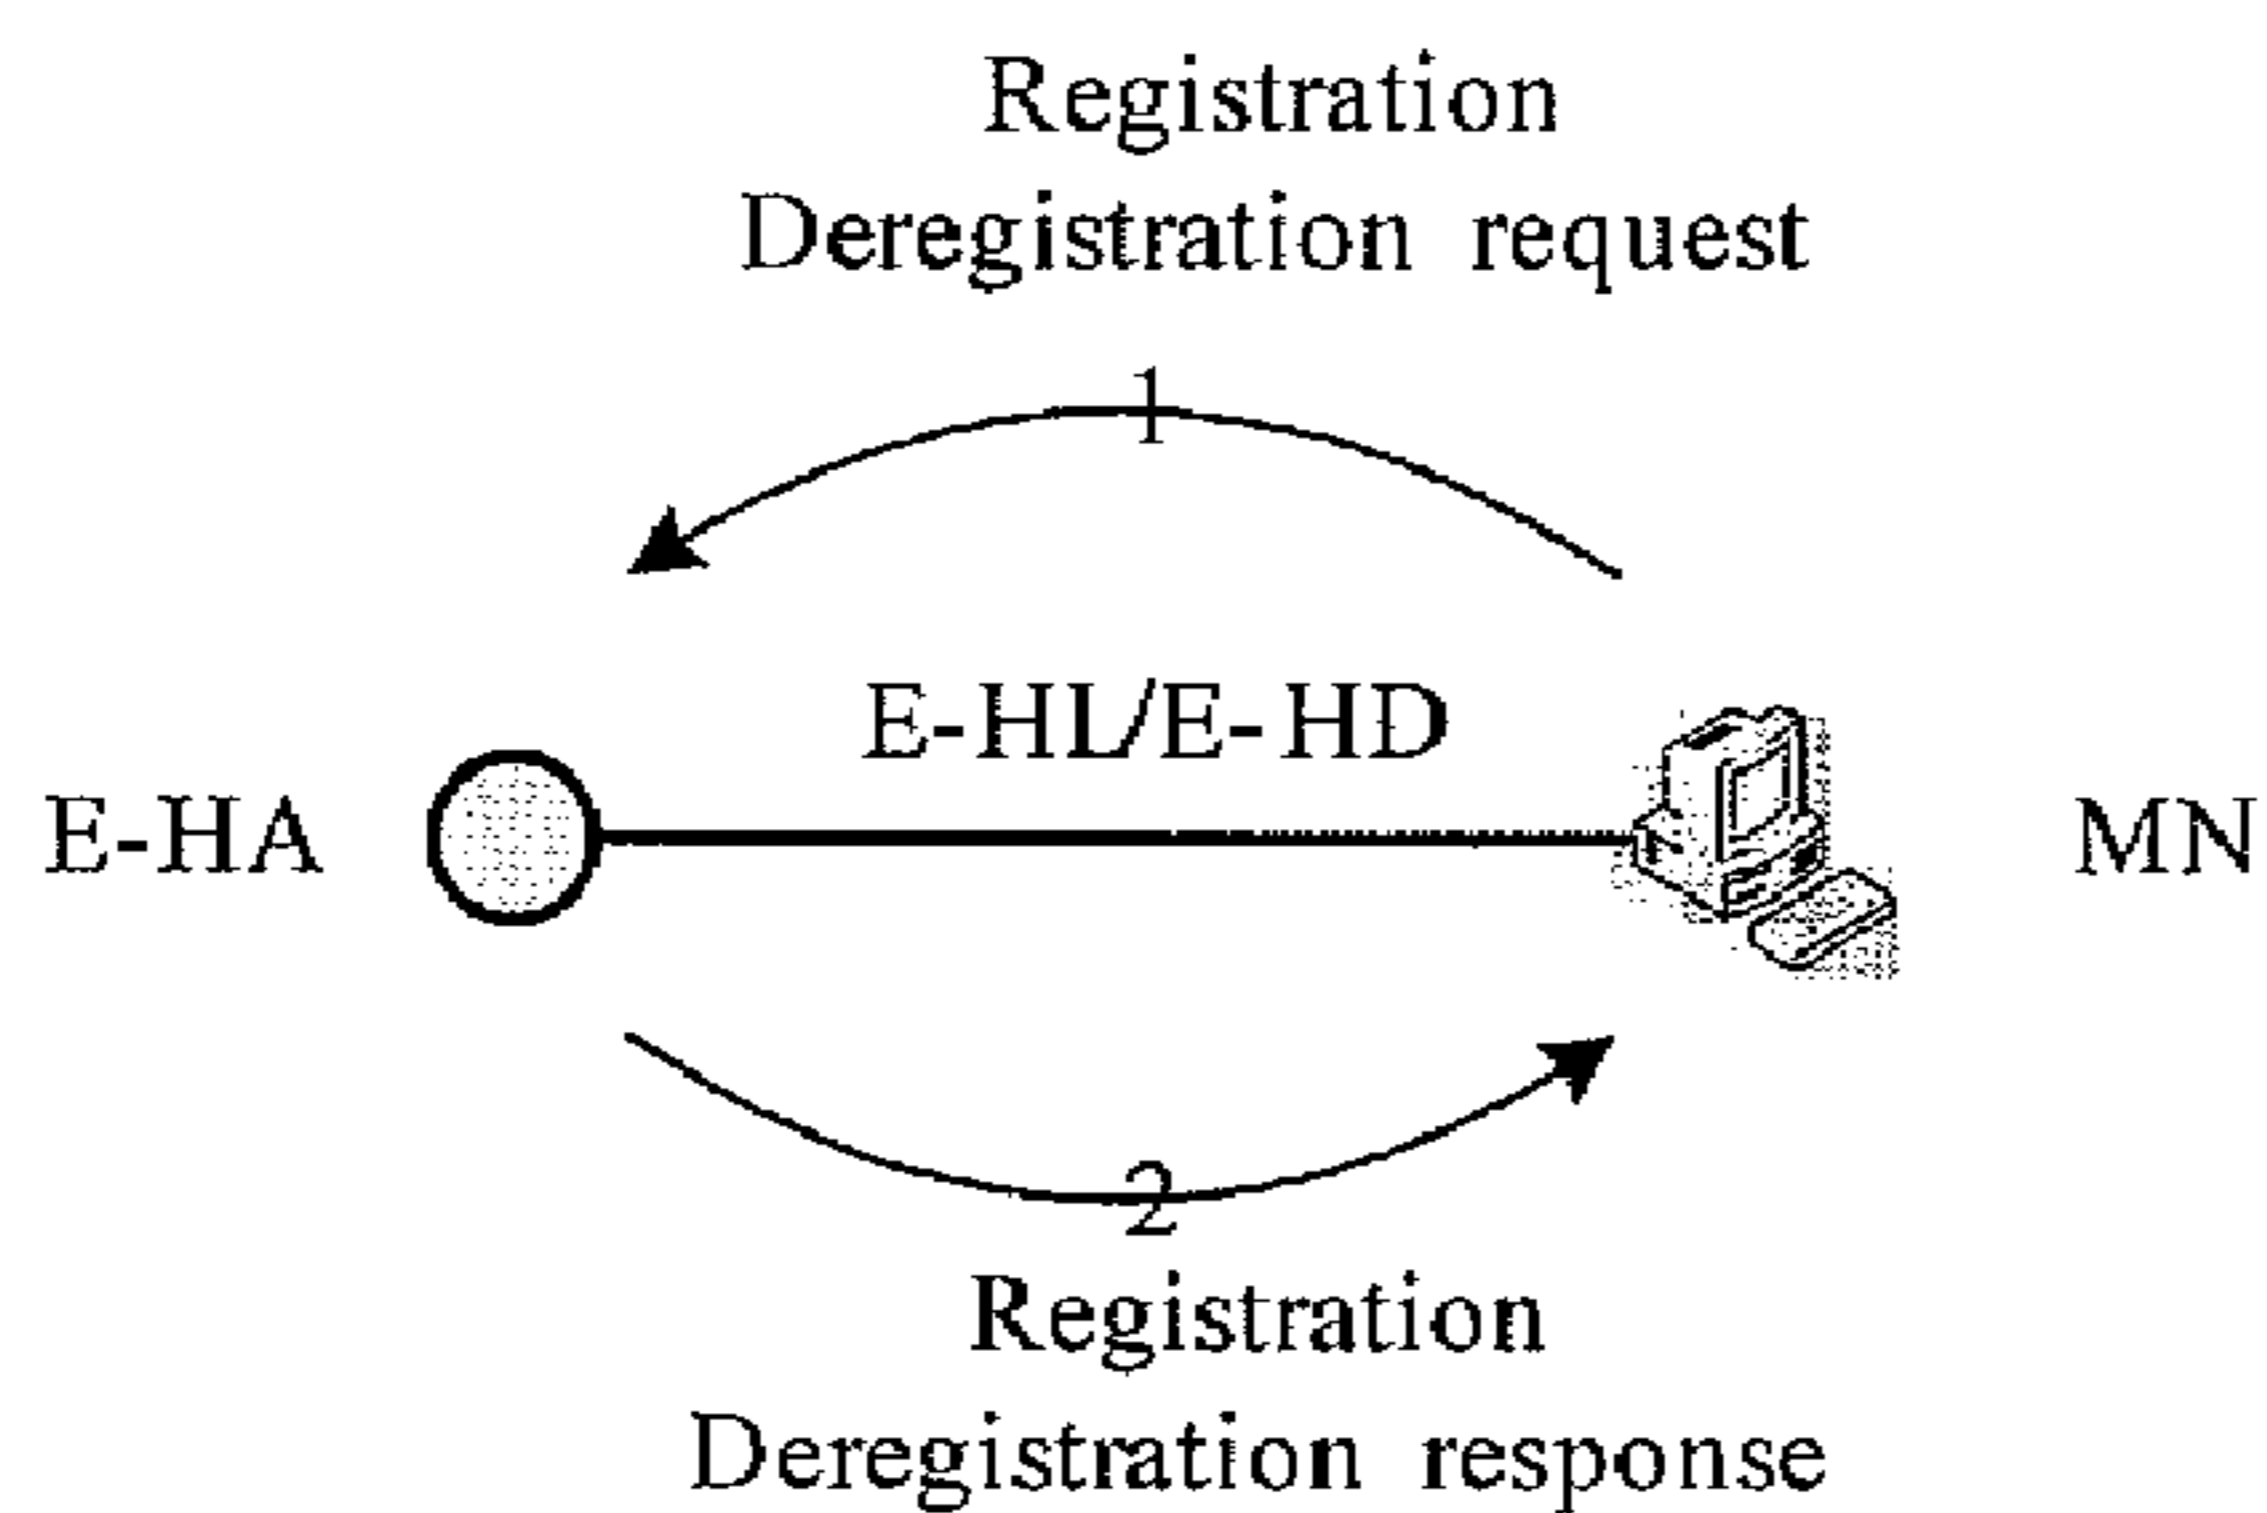 Registration
Deregistration request
1
E-HL/E-HD
E-HA
MN
2
Registration
Deregistration response